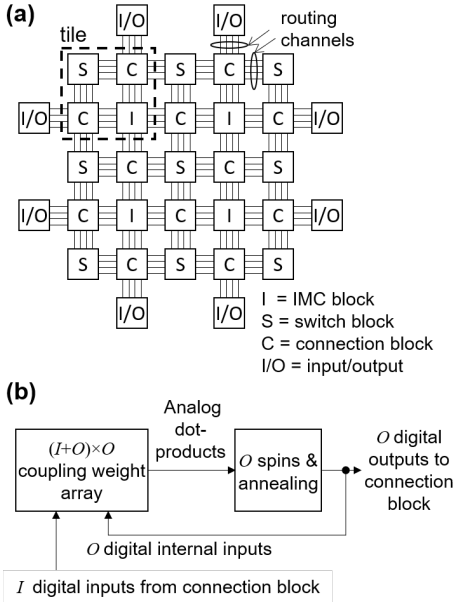 (a)
I/O I/O routing
channels
tile
S C S C S
I/O C I C I C I/O
S C S C S
I/O C I C I C I/O
S C S C S
I/O I/O
I = IMC block
S = switch block
C = connection block
I/O = input/output
(b)
Analog
dot-
products
(I+O)×O
coupling weight
array
O spins &
annealing
O digital
outputs to
connection
block
O digital internal inputs
I digital inputs from connection block